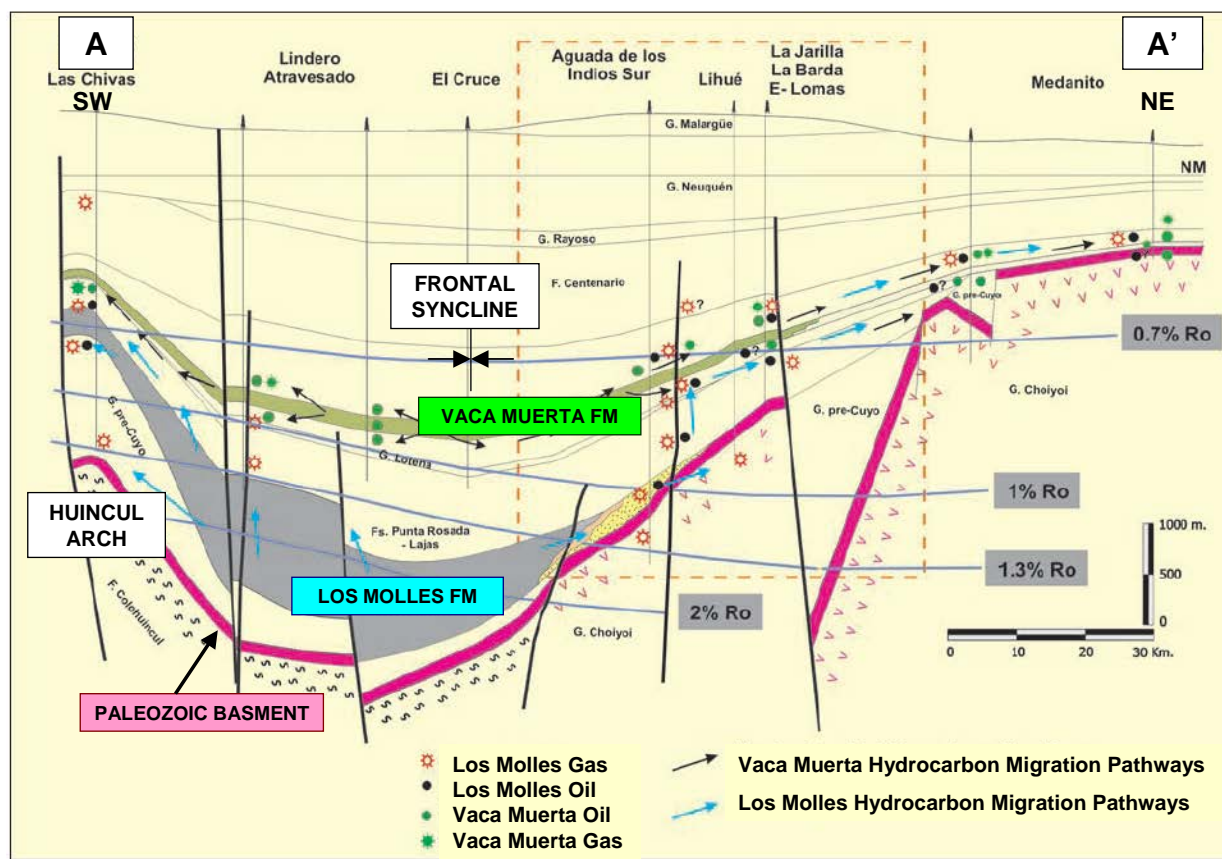 A
A'
Las Chivas
SW
Lindero
Atravesado
El Cruce
Aguada de los
Indios Sur
Lihué
La Jarilla
La Barda
E- Lomas
Medanito
NE
G. Malargüe
NM
G. Neuquén
G. Rayoso
F. Centenario
FRONTAL
SYNCLINE
?
?
?
?
G. pre-Cuyo
0.7% Ro
G. Choiyoi
G. pre-Cuyo
G. pre-Cuyo
VACA MUERTA FM
G. Lotena
1% Ro
HUINCUL
ARCH
Fs. Punta Rosada
- Lajas
1.3% Ro
1000 m.
500
0
LOS MOLLES FM
2% Ro
F. Colohuincul
G. Choiyoi
0 10 20 30 Km.
PALEOZOIC BASMENT
Los Molles Gas
Los Molles Oil
Vaca Muerta Oil
Vaca Muerta Gas
Vaca Muerta Hydrocarbon Migration Pathways
Los Molles Hydrocarbon Migration Pathways